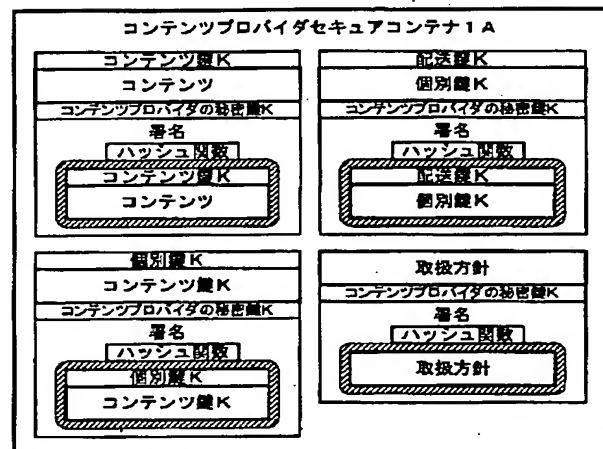 コンテンツプロバイダセキュアコンテナ1A
コンテンツ鍵K
コンテンツ
コンテンツプロバイダの秘密鍵K
署名
ハッシュ関数
コンテンツ鍵K
コンテンツ
配送鍵K
個別鍵K
コンテンツプロバイダの秘密鍵K
署名
ハッシュ関数
配送鍵K
個別鍵K
個別鍵K
コンテンツ鍵K
コンテンツプロバイダの秘密鍵K
署名
ハッシュ関数
個別鍵K
コンテンツ鍵K
取扱方針
コンテンツプロバイダの秘密鍵K
署名
ハッシュ関数
取扱方針